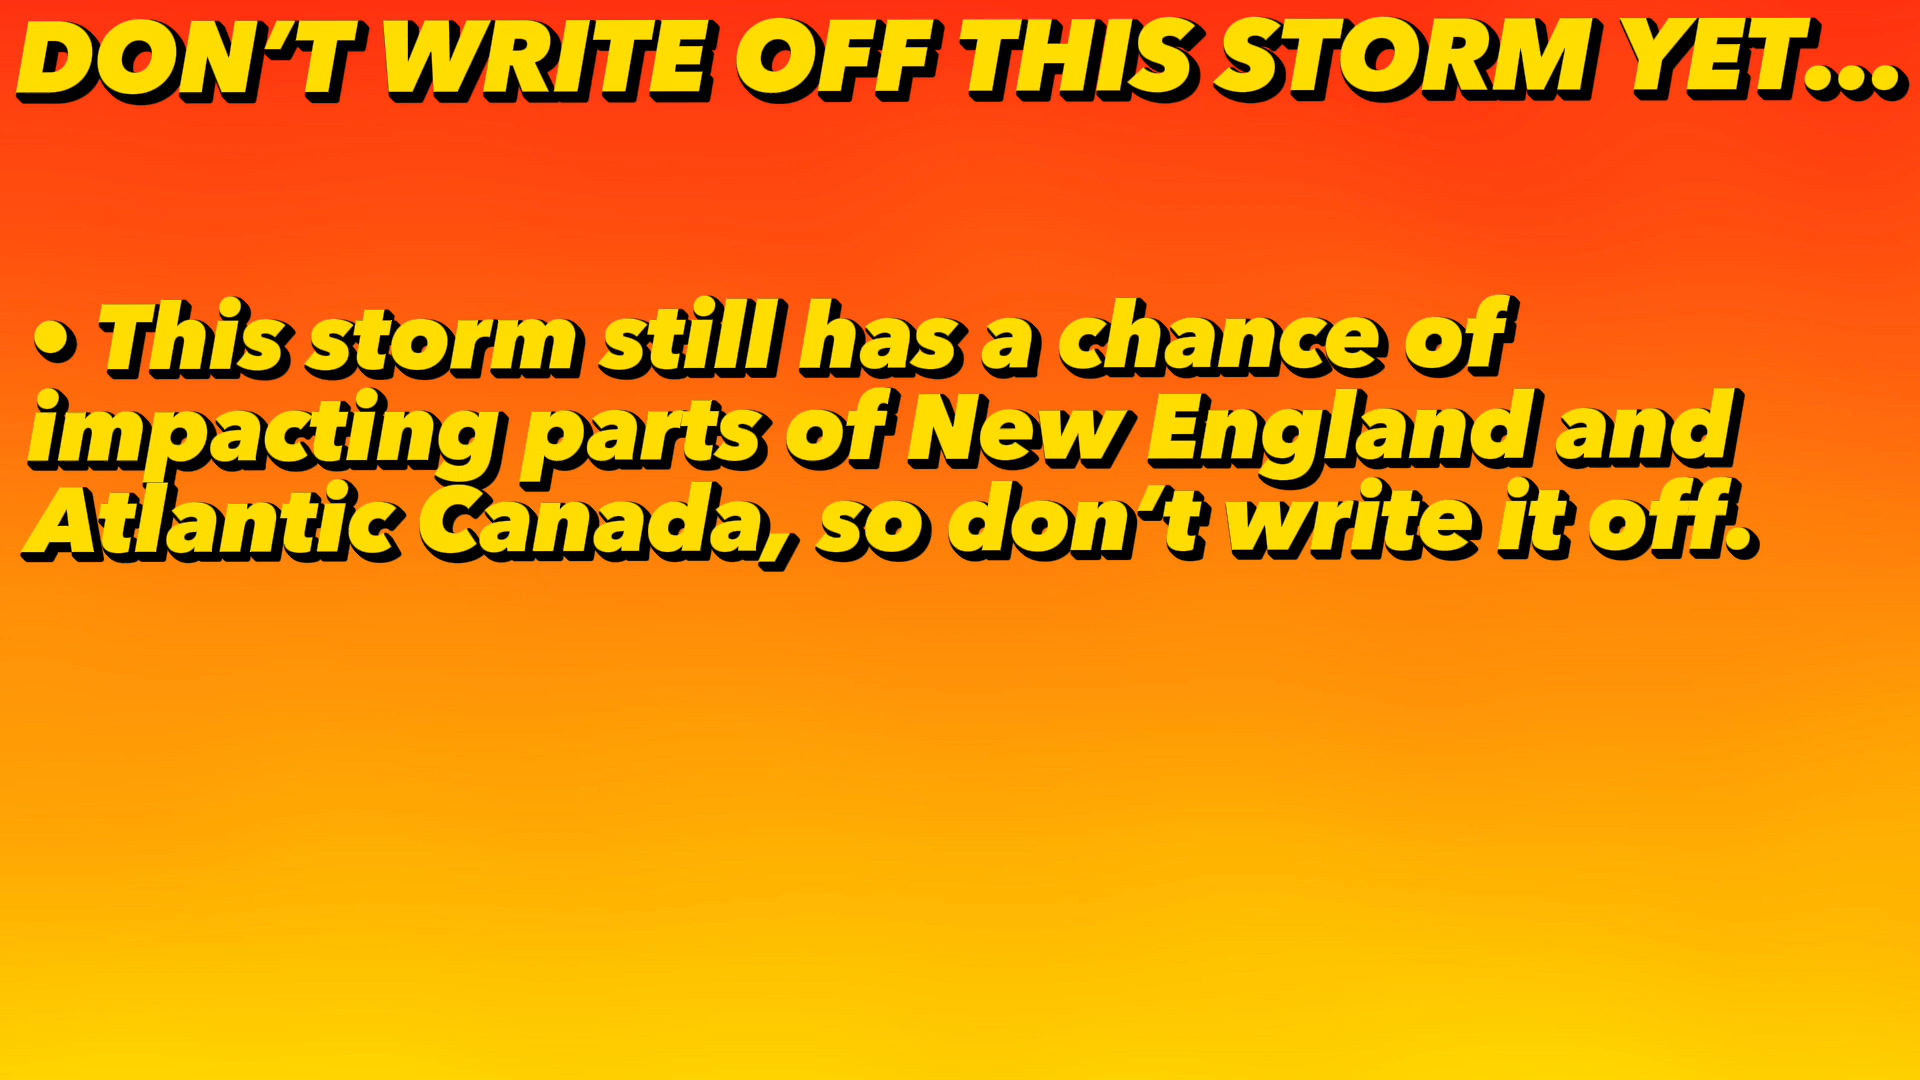 DON‘T WRITE OFF THIS STORM YET...
• This storm still has a chance of
impacting parts of New England and
Atlantic Canada, so don‘t write it off.